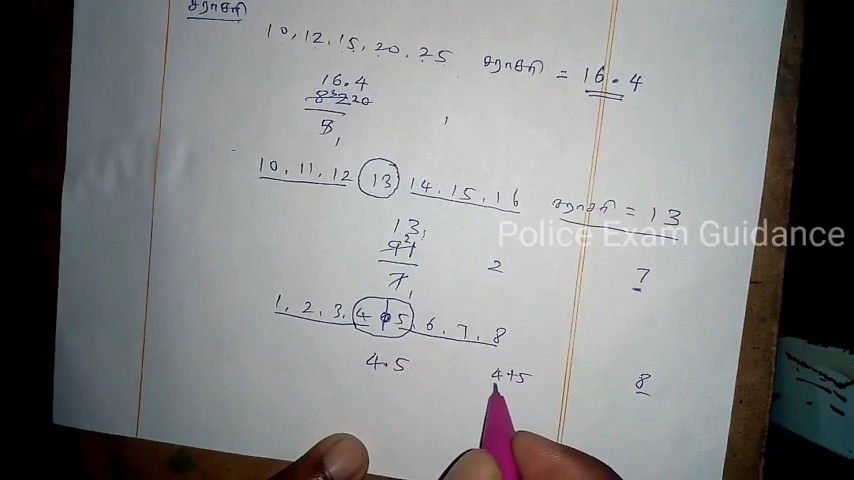 சராசரி
10, 12, 15, 20, 25 சராசரி = 16.4
16.4
82
5
10, 11, 12 13 14, 15, 16 சராசரி = 13
Police Exam Guidance
13
91
7
2 7
1, 2, 3, 4 5, 6, 7, 8
4.5 4+5 8